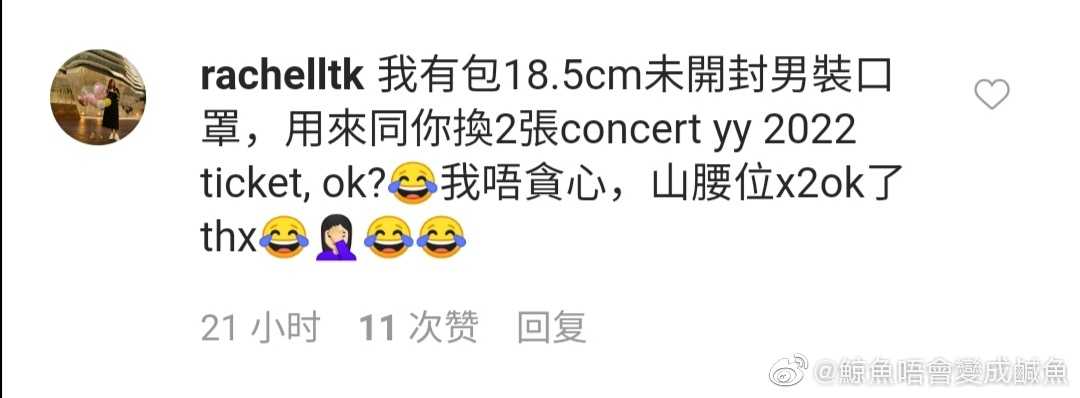 rachelltk 我有包18.5cm未開封男裝口
罩，用來同你換2張concert yy 2022
ticket, ok?😂我唔貪心，山腰位x2ok了
thx😂🤦🏻‍♀️😂😂
21 小时 11 次赞 回复
@鯨魚唔會變成鹹魚